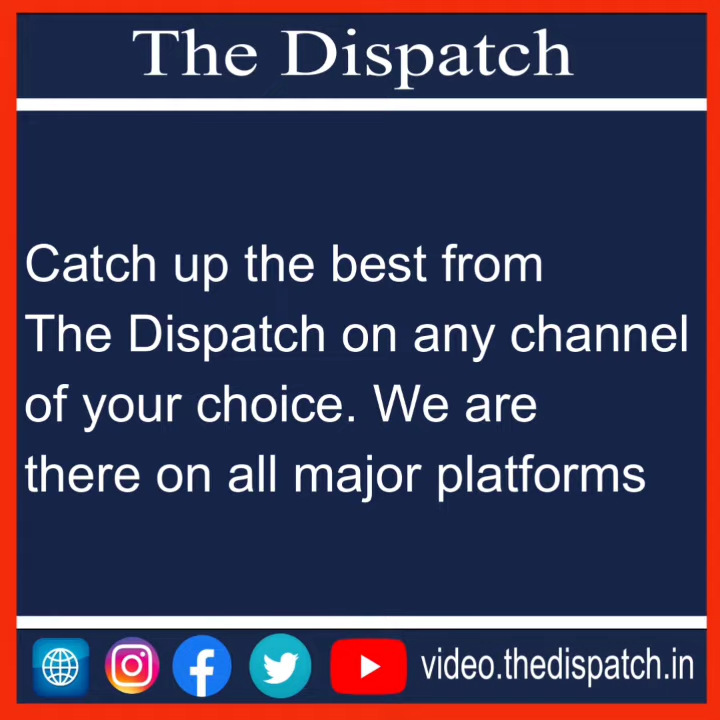 The Dispatch
Catch up the best from
The Dispatch on any channel
of your choice. We are
there on all major platforms
video.thedispatch.in